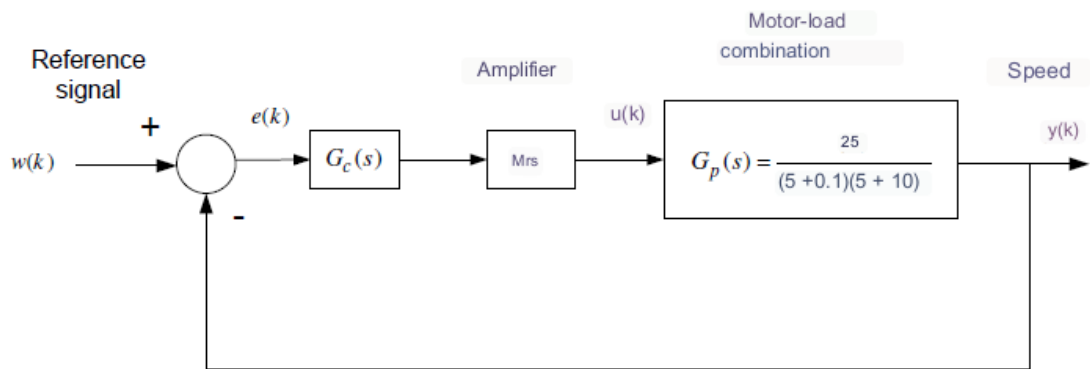 Motor-load
combination
Reference
signal
Amplifier
Speed
+
e(k)
u(k)
y(k)
w(k)
G_c(s)
Mrs
G_p(s) = 25 / (5 +0.1)(5 + 10)
-